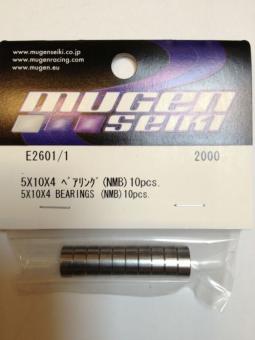 www.mugenseiki.co.jp
www.mugenracing.com
www.mugen.eu
mugen
SEIKI
E2601/1 2000
5X10X4 ﾍﾞｱﾘﾝｸﾞ(NMB)10pcs.
5X10X4 BEARINGS (NMB)10pcs.